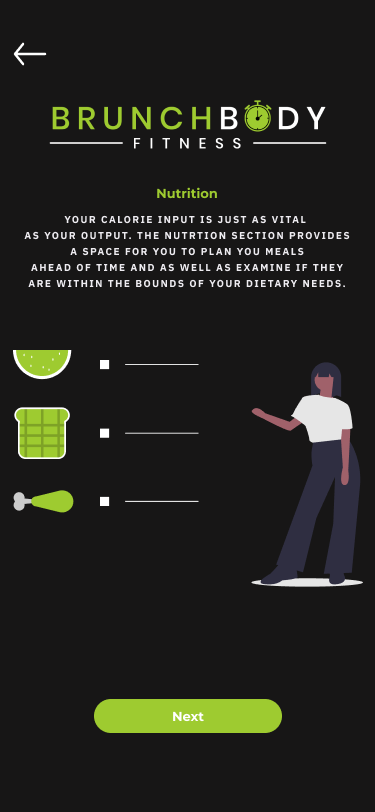 BRUNCHBODY
FITNESS
Nutrition
YOUR CALORIE INPUT IS JUST AS VITAL
AS YOUR OUTPUT. THE NUTRTION SECTION PROVIDES
A SPACE FOR YOU TO PLAN YOU MEALS
AHEAD OF TIME AND AS WELL AS EXAMINE IF THEY
ARE WITHIN THE BOUNDS OF YOUR DIETARY NEEDS.
Next